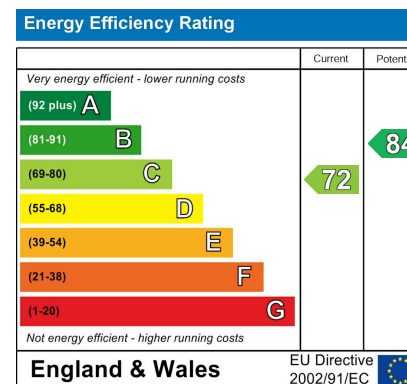 Energy Efficiency Rating
Current Potent
Very energy efficient - lower running costs
(92 plus) A
(81-91) B
84
(69-80) C
72
(55-68) D
(39-54) E
(21-38) F
(1-20) G
Not energy efficient - higher running costs
England & Wales
EU Directive
2002/91/EC